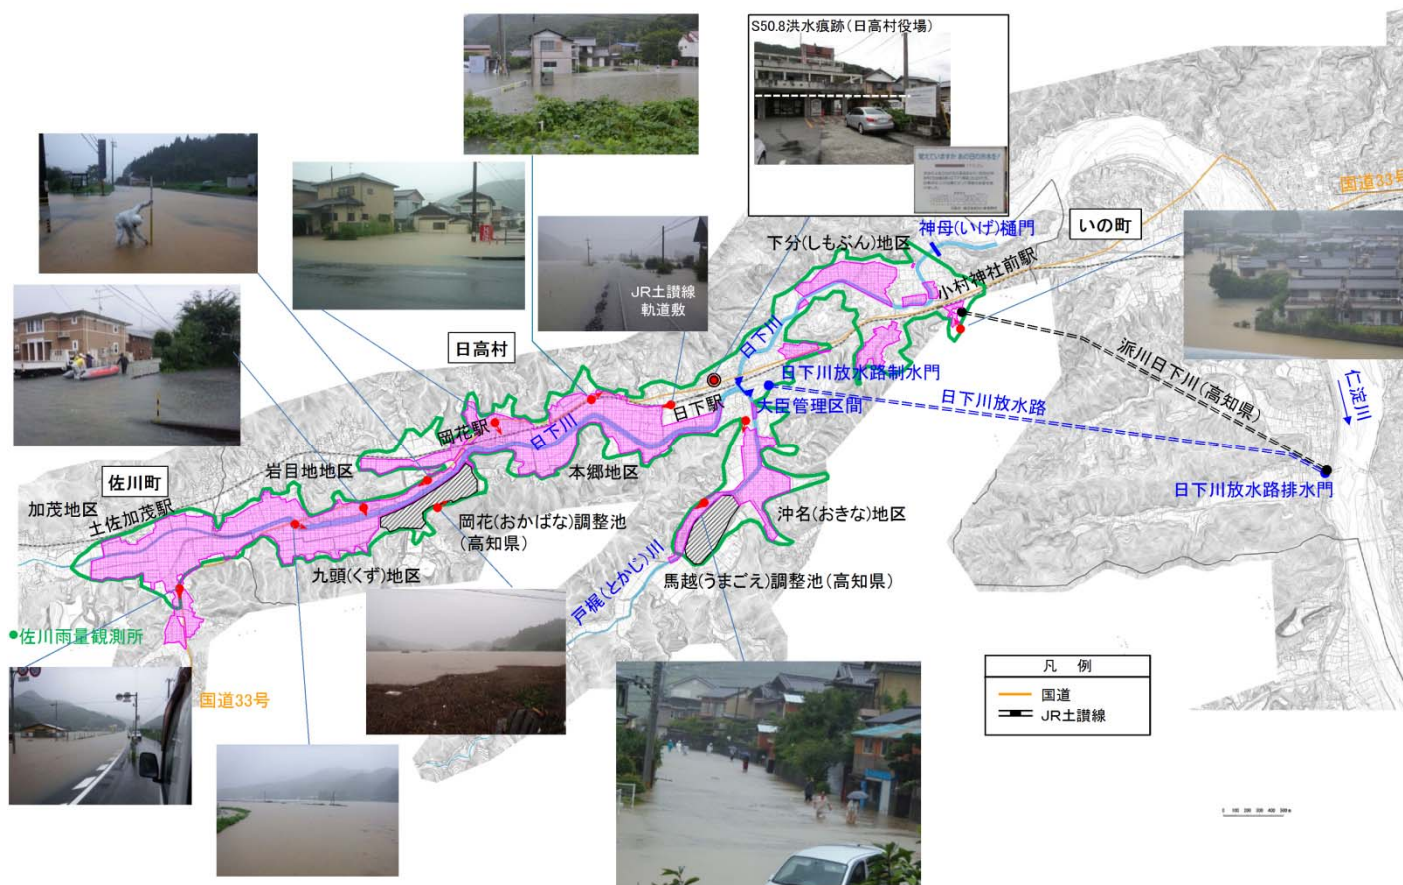 S50.8洪水痕跡(日高村役場)
国道33号
いの町
神母(いげ)樋門
下分(しもぶん)地区
小村神社前駅
JR土讃線
軌道敷
日下川
日高村
派川日下川(高知県)
仁淀川
日下川放水路制水門
日下川放水路
大臣管理区間
日下駅
岡花駅
日下川
本郷地区
岩目地地区
佐川町
加茂地区
土佐加茂駅
日下川放水路排水門
沖名(おきな)地区
岡花(おかばな)調整池
(高知県)
九頭(くず)地区
馬越(うまごえ)調整池(高知県)
戸梶(とかじ)川
佐川雨量観測所
国道33号
凡 例
国道
JR土讃線
0 100 200 300 400 500m